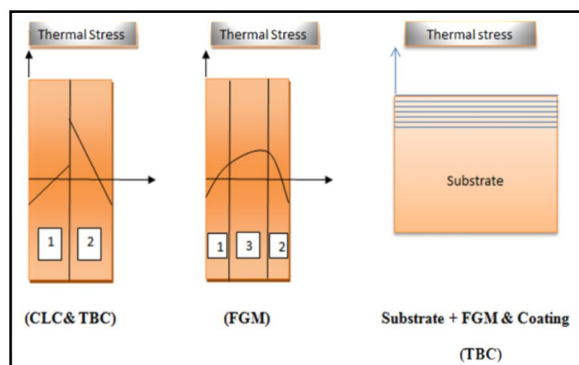 Thermal Stress
Thermal Stress
Thermal stress
Substrate
1
2
1
3
2
(CLC& TBC)
(FGM)
Substrate + FGM & Coating
(TBC)